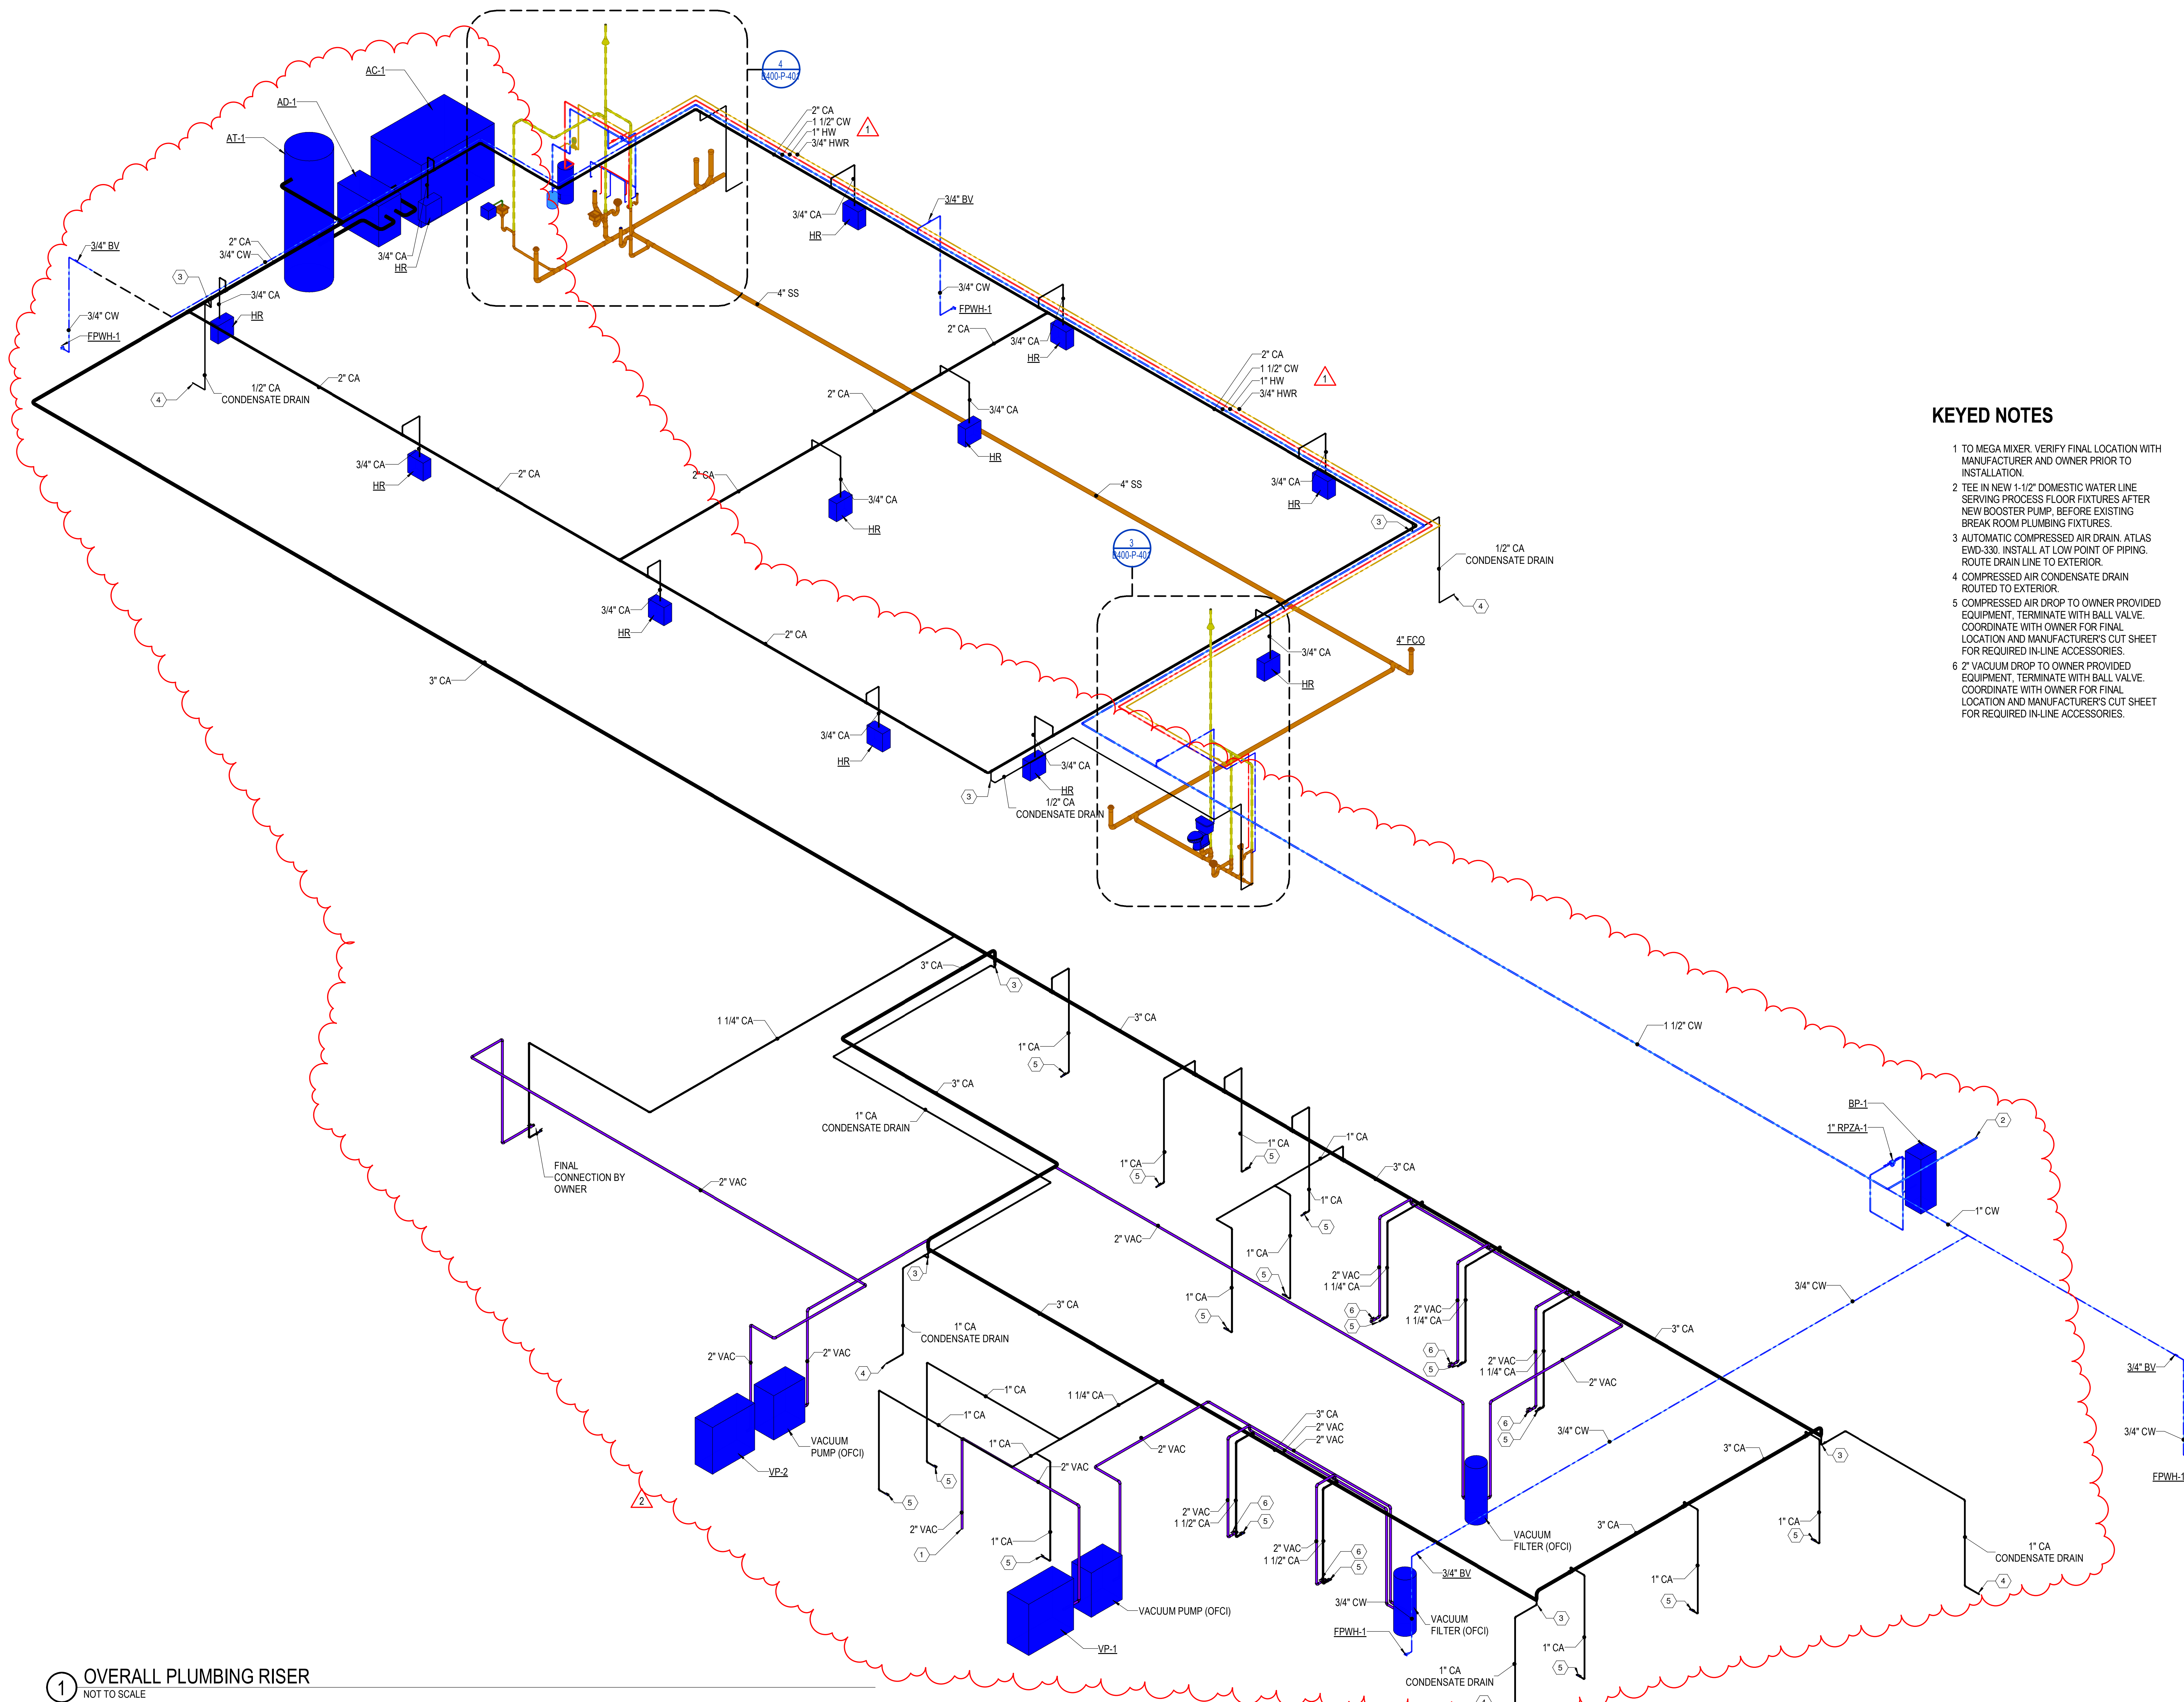 4
AC-1
AD-1
AT-1
2" CA
1 1/2" CW
1" HW
3/4" HWR
1
3/4" CA
HR
3/4" BV
3/4" CW
FPWH-1
3/4" BV
2" CA
3/4" CW
3/4" CA
HR
3
3/4" CA
HR
3/4" CW
FPWH-1
4" SS
2" CA
3/4" CA
HR
2" CA
1 1/2" CW
1" HW
3/4" HWR
1
1/2" CA
CONDENSATE DRAIN
4
2" CA
2" CA
3/4" CA
HR
3/4" CA
HR
2" CA
2" CA
3/4" CA
HR
4" SS
3/4" CA
HR
3
1/2" CA
CONDENSATE DRAIN
4
3
3/4" CA
HR
2" CA
3/4" CA
HR
4" FCO
3" CA
3/4" CA
HR
3/4" CA
HR
3
1/2" CA
CONDENSATE DRAIN
KEYED NOTES
1 TO MEGA MIXER. VERIFY FINAL LOCATION WITH
MANUFACTURER AND OWNER PRIOR TO
INSTALLATION.
2 TEE IN NEW 1-1/2" DOMESTIC WATER LINE
SERVING PROCESS FLOOR FIXTURES AFTER
NEW BOOSTER PUMP, BEFORE EXISTING
BREAK ROOM PLUMBING FIXTURES.
3 AUTOMATIC COMPRESSED AIR DRAIN. ATLAS
EWD-330. INSTALL AT LOW POINT OF PIPING.
ROUTE DRAIN LINE TO EXTERIOR.
4 COMPRESSED AIR CONDENSATE DRAIN
ROUTED TO EXTERIOR.
5 COMPRESSED AIR DROP TO OWNER PROVIDED
EQUIPMENT, TERMINATE WITH BALL VALVE.
COORDINATE WITH OWNER FOR FINAL
LOCATION AND MANUFACTURER'S CUT SHEET
FOR REQUIRED IN-LINE ACCESSORIES.
6 2" VACUUM DROP TO OWNER PROVIDED
EQUIPMENT, TERMINATE WITH BALL VALVE.
COORDINATE WITH OWNER FOR FINAL
LOCATION AND MANUFACTURER'S CUT SHEET
FOR REQUIRED IN-LINE ACCESSORIES.
3" CA
3
1 1/4" CA
3" CA
1" CA
5
3" CA
1" CA
CONDENSATE DRAIN
1 1/2" CW
BP-1
1" RPZA-1
2
1" CW
FINAL
CONNECTION BY
OWNER
2" VAC
1" CA
5
1" CA
5
1" CA
3" CA
1" CA
5
2" VAC
1" CA
5
1" CA
5
3
2" VAC
1 1/4" CA
6
5
2" VAC
1 1/4" CA
6
5
2" VAC
1 1/4" CA
6
5
3" CA
2" VAC
3/4" CW
3/4" CW
3" CA
1" CA
CONDENSATE DRAIN
4
2" VAC
2" VAC
VACUUM
PUMP (OFCI)
VP-2
2
1" CA
1" CA
1 1/4" CA
1" CA
2" VAC
5
5
2" VAC
1
1" CA
5
2" VAC
3" CA
2" VAC
2" VAC
2" VAC
1 1/2" CA
6
5
2" VAC
1 1/2" CA
6
5
VACUUM PUMP (OFCI)
VP-1
VACUUM
FILTER (OFCI)
3/4" BV
3/4" CW
FPWH-1
VACUUM
FILTER (OFCI)
3/4" BV
3/4" CW
FPWH-1
3" CA
3
1" CA
5
3" CA
1" CA
5
1" CA
CONDENSATE DRAIN
4
3
1" CA
5
1" CA
CONDENSATE DRAIN
1 OVERALL PLUMBING RISER
NOT TO SCALE